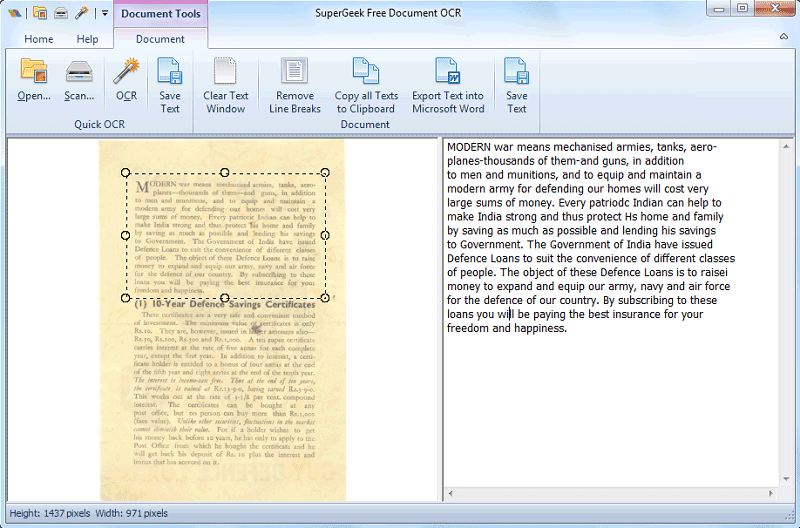 Document Tools
SuperGeek Free Document OCR
Home Help Document
Open... Scan... OCR Save Text Clear Text Window Remove Line Breaks Copy all Texts to Clipboard Export Text into Microsoft Word Save Text
Quick OCR Document
MODERN war means mechanised armies, tanks, aero-
planes—thousands of them—and guns, in addition
to men and munitions, and to equip and maintain a
modern army for defending our homes will cost very
large sums of money. Every patriotic Indian can help to
make India strong and thus protect his home and family
by saving as much as possible and lending his savings
to Government. The Government of India have issued
Defence Loans to suit the convenience of different classes
of people. The object of these Defence Loans is to raise
money to expand and equip our army, navy and air force
for the defence of our country. By subscribing to these
loans you will be paying the best insurance for your
freedom and happiness.
(1) 10-Year Defence Savings Certificates
These certificates are a very safe and convenient method
of investment. The minimum value of certificates is only
Rs.10. They are, however, issued in larger amounts also—
Rs.50, Rs.100, Rs.500 and Rs.1,000. A ten rupee certificate
carries interest at the rate of five annas for each complete
year, except the first year. In addition to interest, a certi-
ficate holder is entitled to a bonus of four annas at the end
of the fifth year and eight annas at the end of the tenth year.
The interest is income-tax free. Thus at the end of ten years,
the certificate is valued at Rs.13-9-0, having earned Rs.3-9-0.
This works out at the rate of 3-1/8 per cent. compound
interest. The certificates can be bought at any
post office, but no person can buy more than Rs.5,000
(face value). Unlike other securities, fluctuations in the market
cannot diminish their value. For if a holder wishes to get
his money back before 10 years, he has only to apply to the
Post Office from which he bought the certificate and he
will get back his deposit of Rs. 10 plus the interest and
bonus that has accrued on it.
MODERN war means mechanised armies, tanks, aero-
planes-thousands of them-and guns, in addition
to men and munitions, and to equip and maintain a
modern army for defending our homes will cost very
large sums of money. Every patriodc Indian can help to
make India strong and thus protect Hs home and family
by saving as much as possible and lending his savings
to Government. The Government of India have issued
Defence Loans to suit the convenience of different classes
of people. The object of these Defence Loans is to raisei
money to expand and equip our army, navy and air force
for the defence of our country. By subscribing to these
loans you will be paying the best insurance for your
freedom and happiness.
Height: 1437 pixels Width: 971 pixels